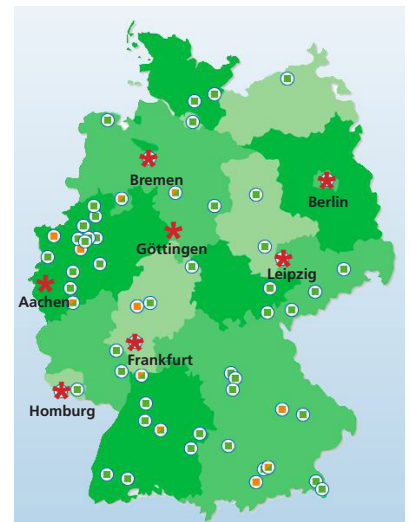 Bremen
Berlin
Göttingen
Leipzig
Aachen
Frankfurt
Homburg